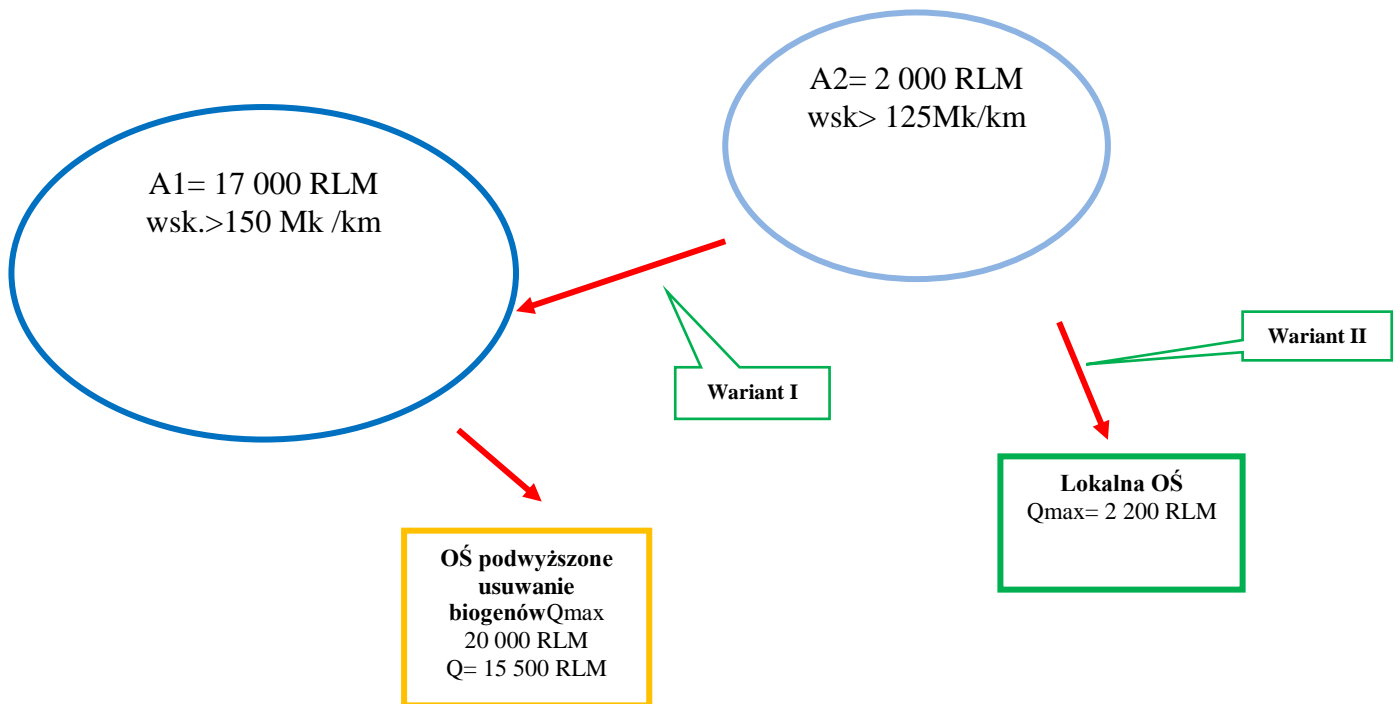 A2= 2 000 RLM
wsk> 125Mk/km
A1= 17 000 RLM
wsk.>150 Mk /km
Wariant II
Wariant I
Lokalna OŚ
Qmax= 2 200 RLM
OŚ podwyższone
usuwanie
biogenówQmax
20 000 RLM
Q= 15 500 RLM